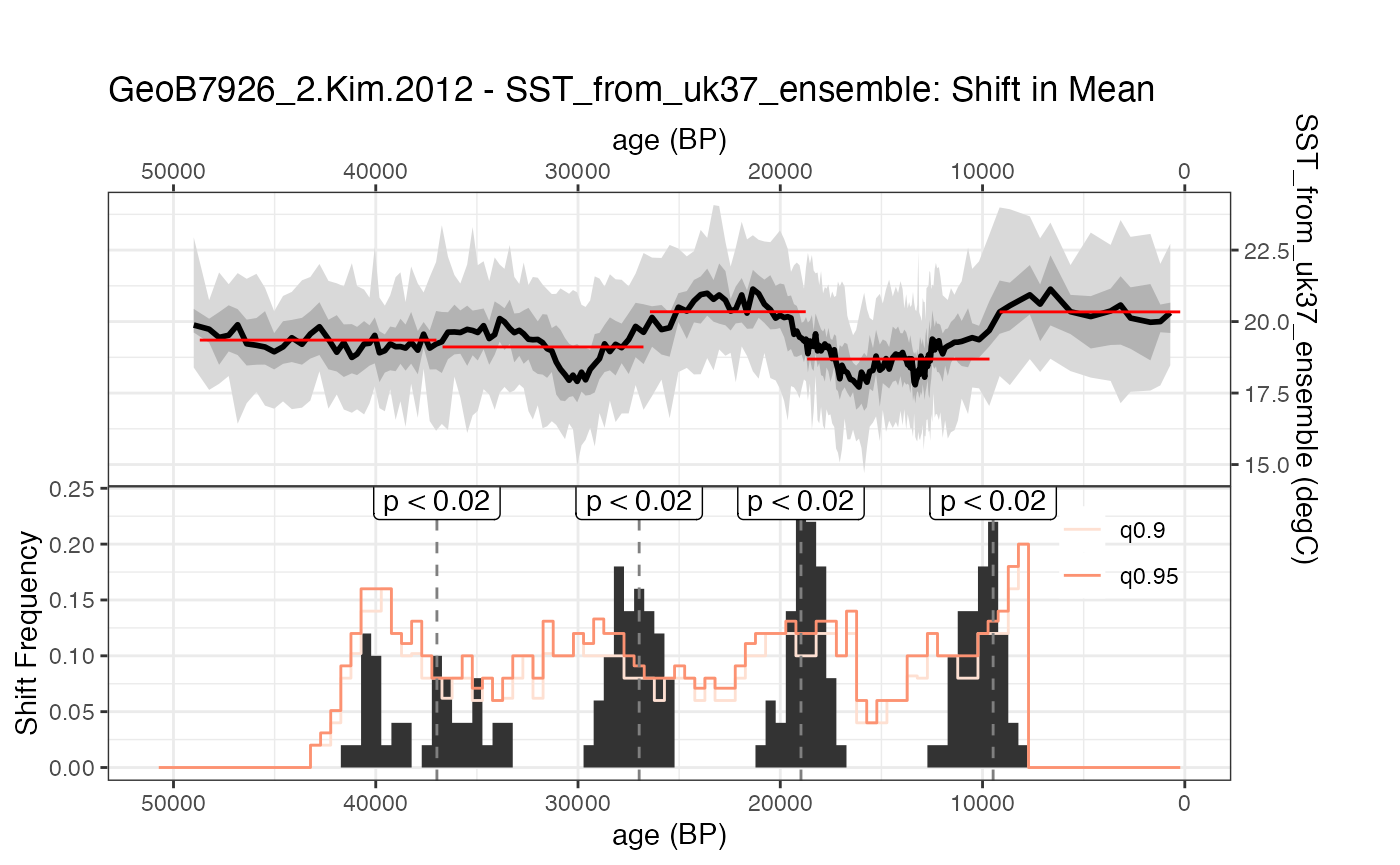 GeoB7926_2.Kim.2012 - SST_from_uk37_ensemble: Shift in Mean
age (BP)
50000 40000 30000 20000 10000 0
22.5
20.0
17.5
15.0
SST_from_uk37_ensemble (degC)
p < 0.02 p < 0.02 p < 0.02 p < 0.02
q0.9
q0.95
0.25
0.20
0.15
0.10
0.05
0.00
Shift Frequency
50000 40000 30000 20000 10000 0
age (BP)